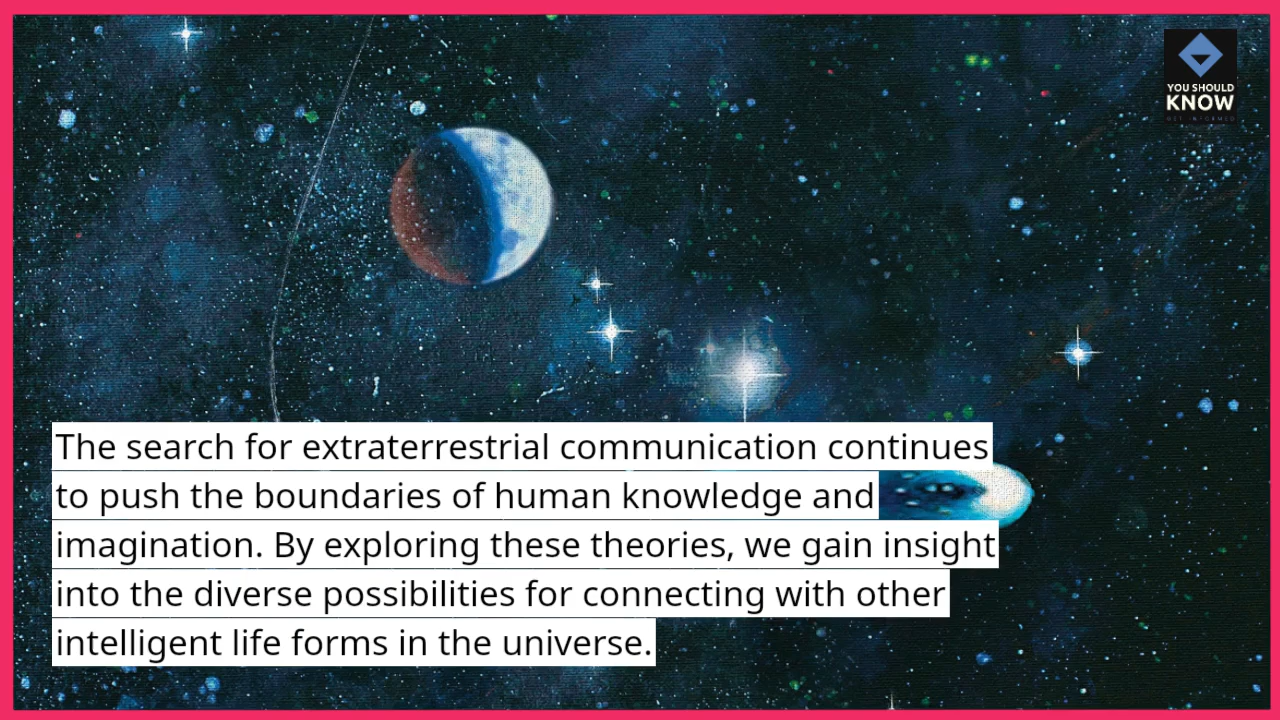 YOU SHOULD
KNOW
GET INFORMED
The search for extraterrestrial communication continues
to push the boundaries of human knowledge and
imagination. By exploring these theories, we gain insight
into the diverse possibilities for connecting with other
intelligent life forms in the universe.